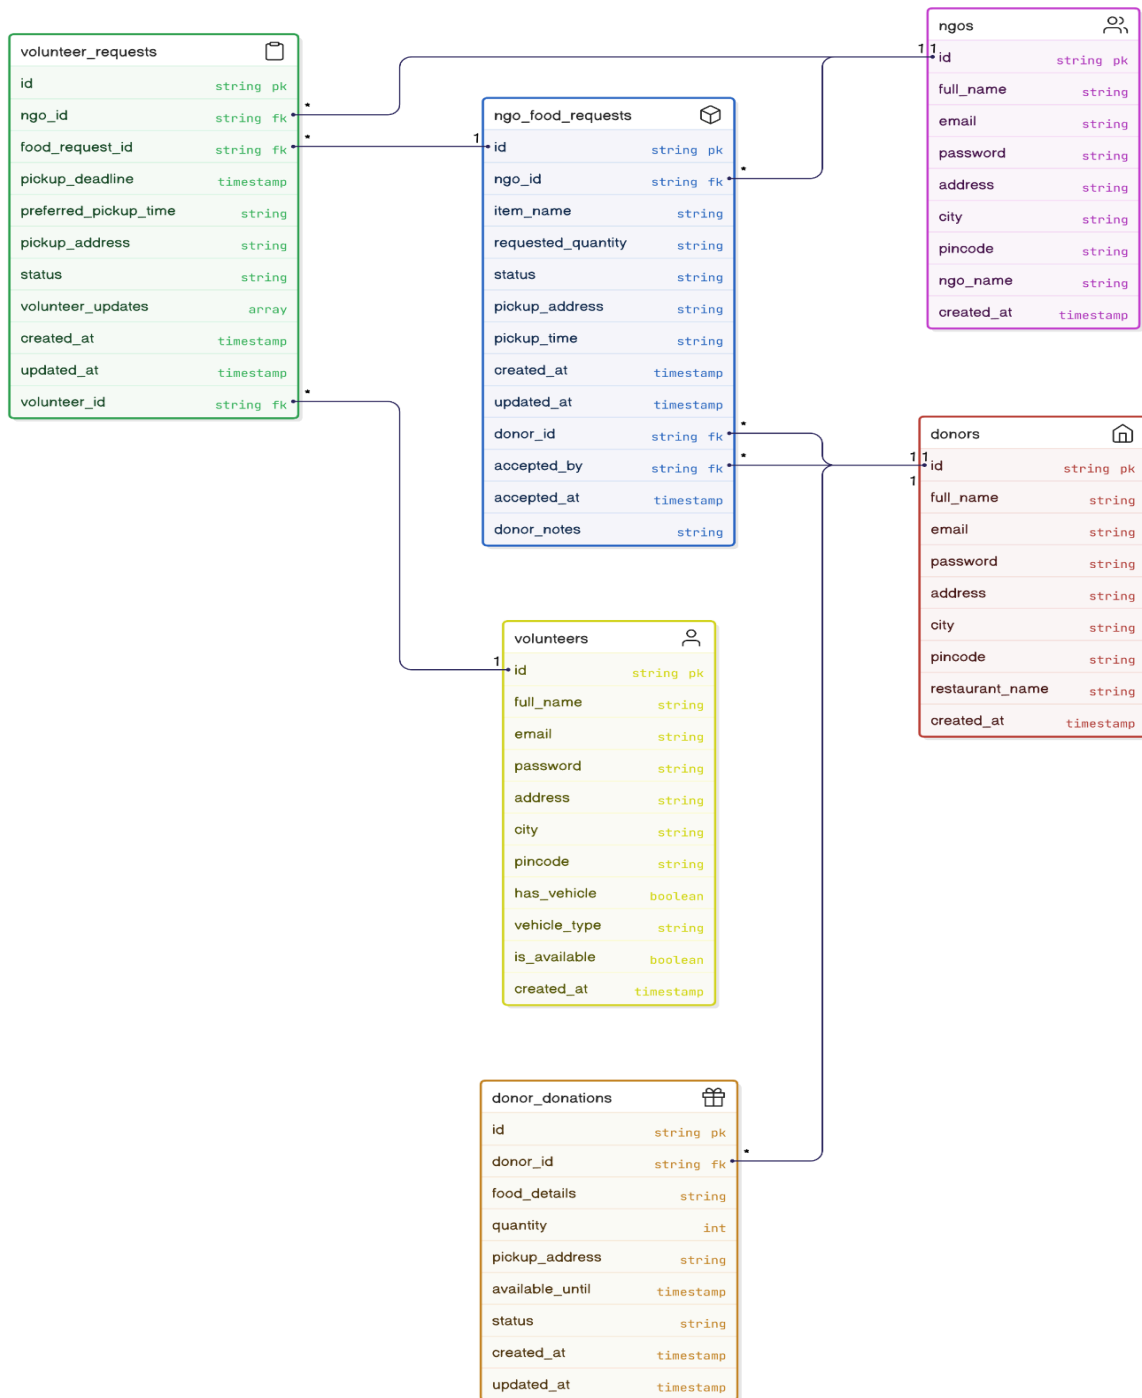 volunteer_requests
id string pk
ngo_id string fk
food_request_id string fk
pickup_deadline timestamp
preferred_pickup_time string
pickup_address string
status string
volunteer_updates array
created_at timestamp
updated_at timestamp
volunteer_id string fk
*
*
*
1
ngo_food_requests
id string pk
ngo_id string fk
item_name string
requested_quantity string
status string
pickup_address string
pickup_time string
created_at timestamp
updated_at timestamp
donor_id string fk
accepted_by string fk
accepted_at timestamp
donor_notes string
*
*
*
1 1
ngos
id string pk
full_name string
email string
password string
address string
city string
pincode string
ngo_name string
created_at timestamp
1 1
1
donors
id string pk
full_name string
email string
password string
address string
city string
pincode string
restaurant_name string
created_at timestamp
1
volunteers
id string pk
full_name string
email string
password string
address string
city string
pincode string
has_vehicle boolean
vehicle_type string
is_available boolean
created_at timestamp
donor_donations
id string pk
donor_id string fk
food_details string
quantity int
pickup_address string
available_until timestamp
status string
created_at timestamp
updated_at timestamp
*